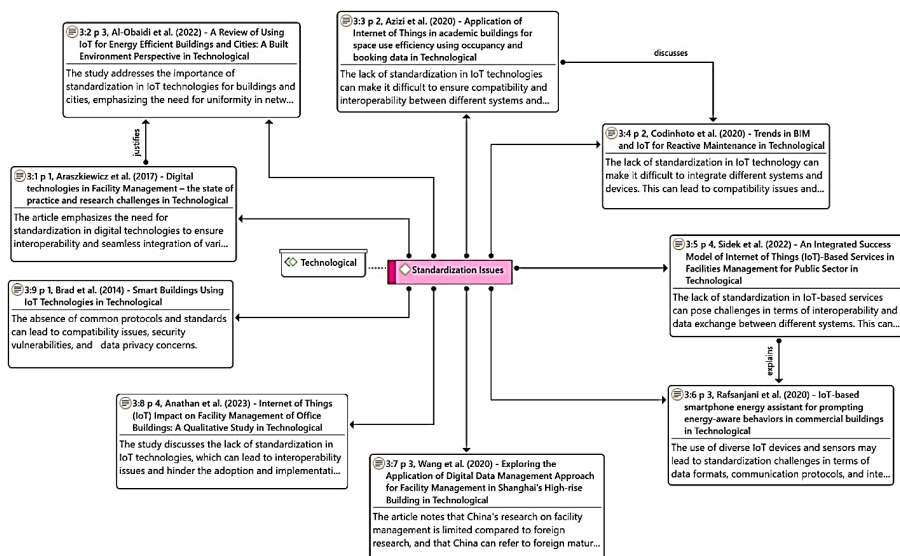 3:2 p 3, Al-Obaidi et al. (2022) - A Review of Using
IoT for Energy Efficient Buildings and Cities: A Built
Environment Perspective in Technological
The study addresses the importance of
standardization in IoT technologies for buildings and
cities, emphasizing the need for uniformity in netw...
3:3 p 2, Azizi et al. (2020) - Application of
Internet of Things in academic buildings for
space use efficiency using occupancy and
booking data in Technological
The lack of standardization in IoT technologies
can make it difficult to ensure compatibility and
interoperability between different systems and...
discusses
3:4 p 2, Codinhoto et al. (2020) - Trends in BIM
and IoT for Reactive Maintenance in Technological
The lack of standardization in IoT technology can
make it difficult to integrate different systems and
devices. This can lead to compatibility issues and...
justifies
3:1 p 1, Araszkiewicz et al. (2017) - Digital
technologies in Facility Management – the state of
practice and research challenges in Technological
The article emphasizes the need for
standardization in digital technologies to ensure
interoperability and seamless integration of vari...
Technological
Standardization Issues
3:5 p 4, Sidek et al. (2022) - An Integrated Success
Model of Internet of Things (IoT)-Based Services in
Facilities Management for Public Sector in
Technological
The lack of standardization in IoT-based services
can pose challenges in terms of interoperability and
data exchange between different systems. This can...
3:9 p 1, Brad et al. (2014) - Smart Buildings Using
IoT Technologies in Technological
The absence of common protocols and standards
can lead to compatibility issues, security
vulnerabilities, and data privacy concerns.
explains
3:6 p 3, Rafsanjani et al. (2020) - IoT-based
smartphone energy assistant for prompting
energy-aware behaviors in commercial buildings
in Technological
The use of diverse IoT devices and sensors may
lead to standardization challenges in terms of
data formats, communication protocols, and inte...
3:8 p 4, Anathan et al. (2023) - Internet of Things
(IoT) Impact on Facility Management of Office
Buildings: A Qualitative Study in Technological
The study discusses the lack of standardization in
IoT technologies, which can lead to interoperability
issues and hinder the adoption and implementati...
3:7 p 3, Wang et al. (2020) - Exploring the
Application of Digital Data Management Approach
for Facility Management in Shanghai's High-rise
Building in Technological
The article notes that China's research on facility
management is limited compared to foreign
research, and that China can refer to foreign matur...